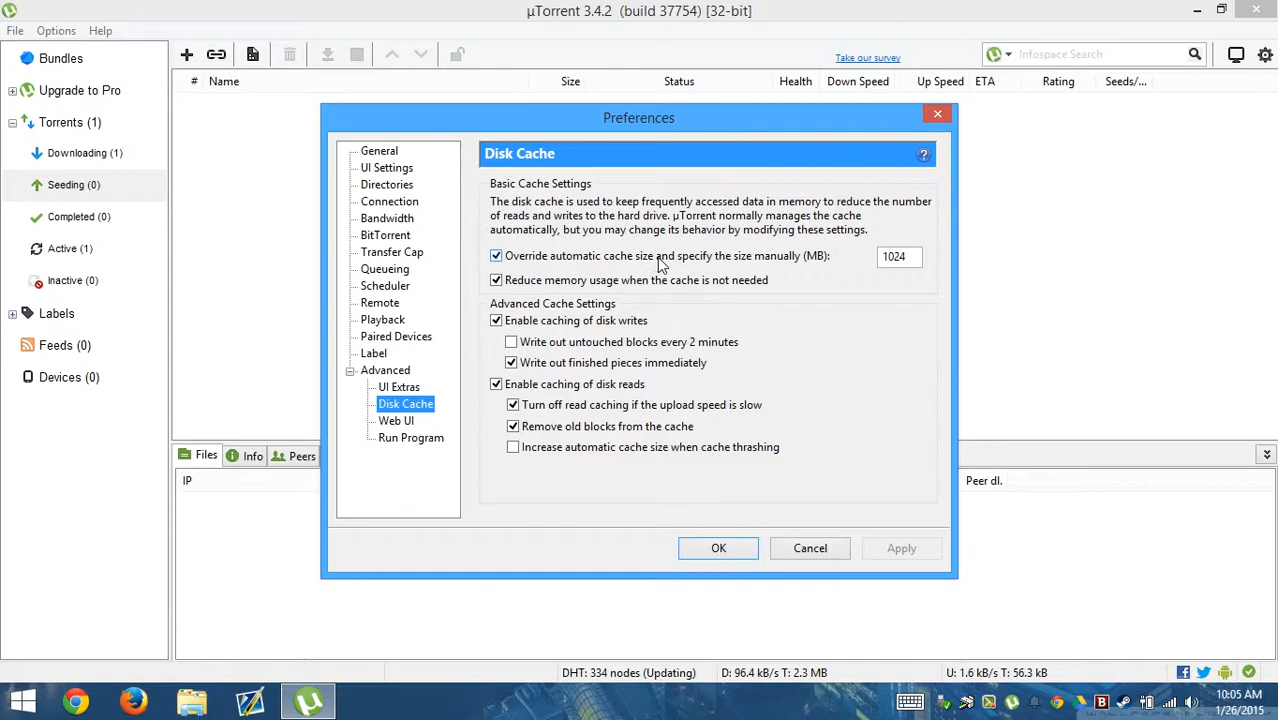 µTorrent 3.4.2 (build 37754) [32-bit]
File Options Help
Take our survey
Infospace Search
Bundles
Upgrade to Pro
Torrents (1)
Downloading (1)
Seeding (0)
Completed (0)
Active (1)
Inactive (0)
Labels
Feeds (0)
Devices (0)
# Name Size Status Health Down Speed Up Speed ETA Rating Seeds/...
Preferences
General
UI Settings
Directories
Connection
Bandwidth
BitTorrent
Transfer Cap
Queueing
Scheduler
Remote
Playback
Paired Devices
Label
Advanced
UI Extras
Disk Cache
Web UI
Run Program
Disk Cache
Basic Cache Settings
The disk cache is used to keep frequently accessed data in memory to reduce the number
of reads and writes to the hard drive. µTorrent normally manages the cache
automatically, but you may change its behavior by modifying these settings.
Override automatic cache size and specify the size manually (MB): 1024
Reduce memory usage when the cache is not needed
Advanced Cache Settings
Enable caching of disk writes
Write out untouched blocks every 2 minutes
Write out finished pieces immediately
Enable caching of disk reads
Turn off read caching if the upload speed is slow
Remove old blocks from the cache
Increase automatic cache size when cache thrashing
OK Cancel Apply
Files Info Peers
IP Peer dl.
DHT: 334 nodes (Updating) D: 96.4 kB/s T: 2.3 MB U: 1.6 kB/s T: 56.3 kB
10:05 AM
1/26/2015